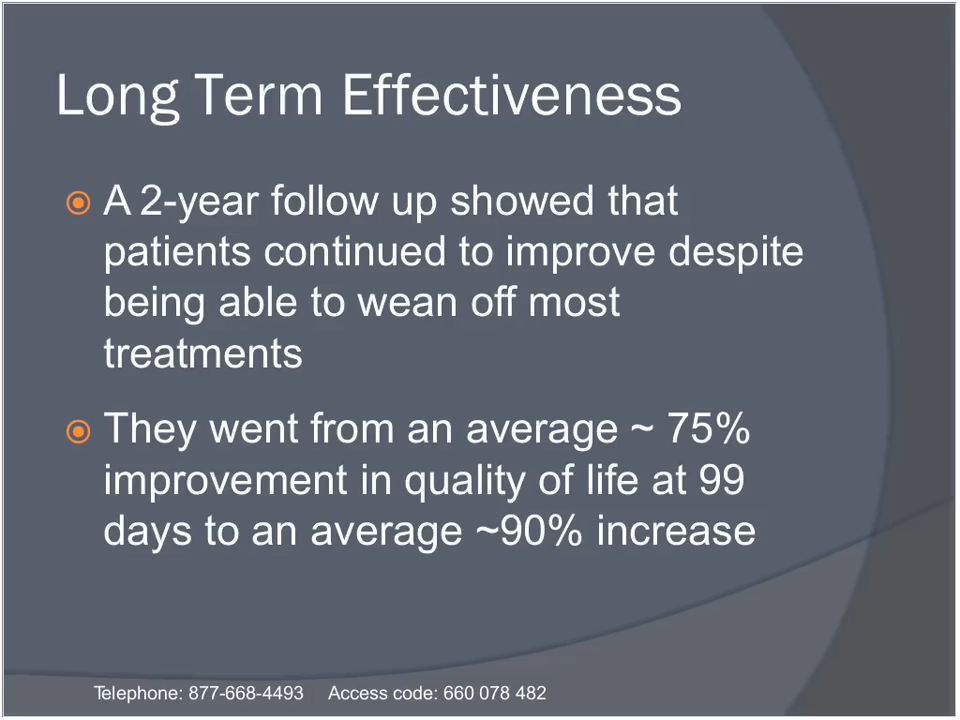 Long Term Effectiveness
A 2-year follow up showed that
patients continued to improve despite
being able to wean off most
treatments
They went from an average ~ 75%
improvement in quality of life at 99
days to an average ~90% increase
Telephone: 877-668-4493 Access code: 660 078 482